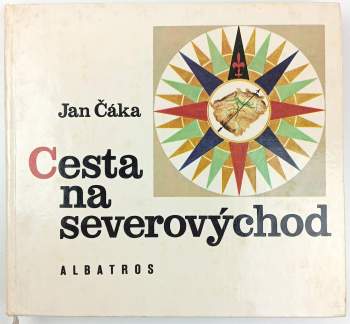 Jan Čáka
Cesta
na
severovýchod
ALBATROS